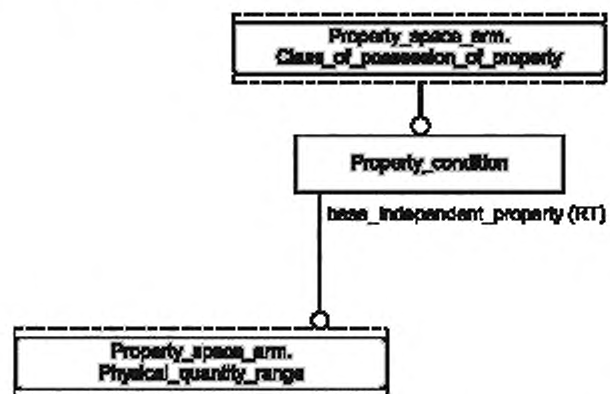 Property_space_arm.
Class_of_possession_of_property
Property_condition
base_independent_property (RT)
Property_space_arm.
Physical_quantity_range